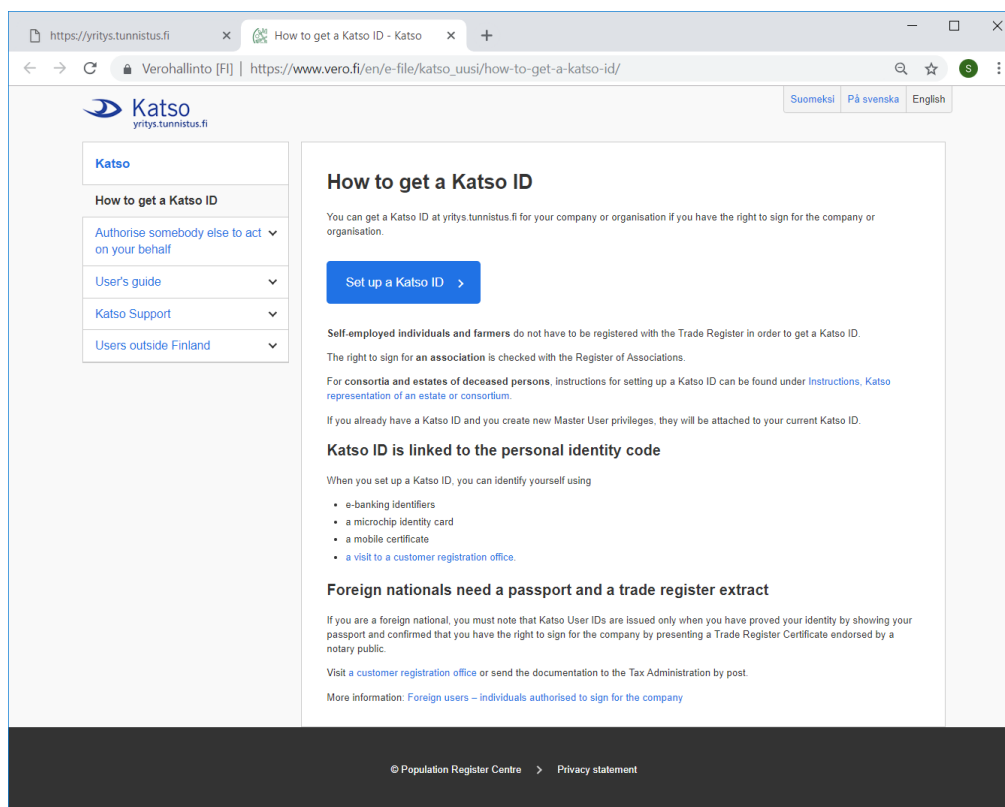 https://yritys.tunnistus.fi
How to get a Katso ID - Katso
Verohallinto [FI] | https://www.vero.fi/en/e-file/katso_uusi/how-to-get-a-katso-id/
S
Katso
yritys.tunnistus.fi
Suomeksi På svenska English
Katso
How to get a Katso ID
Authorise somebody else to act
on your behalf
User's guide
Katso Support
Users outside Finland
How to get a Katso ID
You can get a Katso ID at yritys.tunnistus.fi for your company or organisation if you have the right to sign for the company or
organisation.
Set up a Katso ID
Self-employed individuals and farmers do not have to be registered with the Trade Register in order to get a Katso ID.
The right to sign for an association is checked with the Register of Associations.
For consortia and estates of deceased persons, instructions for setting up a Katso ID can be found under Instructions, Katso
representation of an estate or consortium.
If you already have a Katso ID and you create new Master User privileges, they will be attached to your current Katso ID.
Katso ID is linked to the personal identity code
When you set up a Katso ID, you can identify yourself using
• e-banking identifiers
• a microchip identity card
• a mobile certificate
• a visit to a customer registration office.
Foreign nationals need a passport and a trade register extract
If you are a foreign national, you must note that Katso User IDs are issued only when you have proved your identity by showing your
passport and confirmed that you have the right to sign for the company by presenting a Trade Register Certificate endorsed by a
notary public.
Visit a customer registration office or send the documentation to the Tax Administration by post.
More information: Foreign users – individuals authorised to sign for the company
© Population Register Centre > Privacy statement